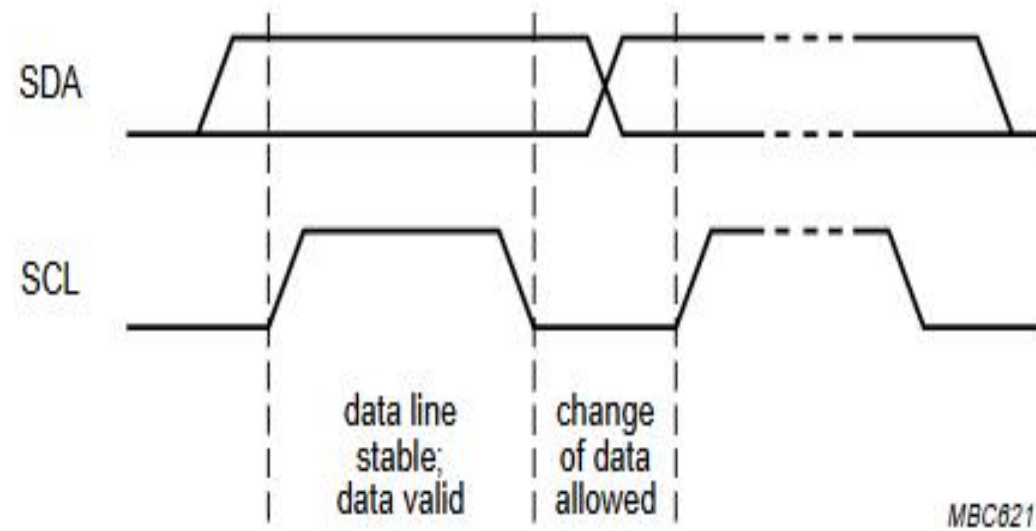 SDA
SCL
data line
stable;
data valid
change
of data
allowed
MBC621